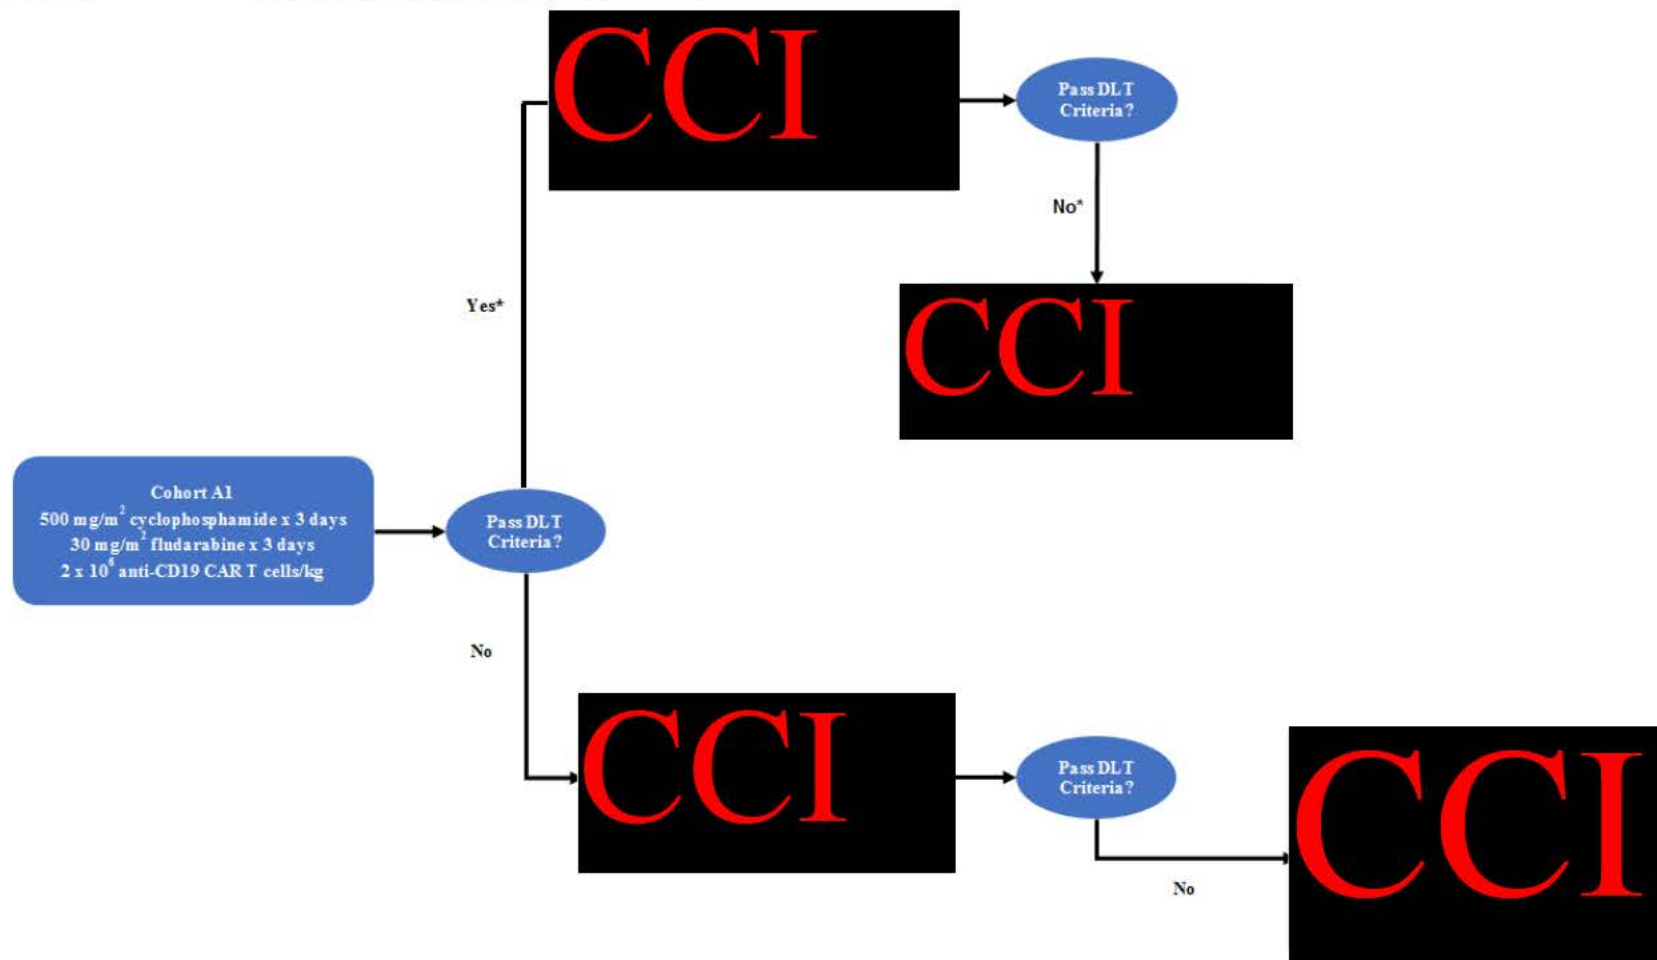 CCI
Pass DLT
Criteria?
No*
CCI
Yes*
Cohort A1
500 mg/m² cyclophosphamide x 3 days
30 mg/m² fludarabine x 3 days
2 x 10⁶ anti-CD19 CAR T cells/kg
Pass DLT
Criteria?
No
CCI
Pass DLT
Criteria?
No
CCI